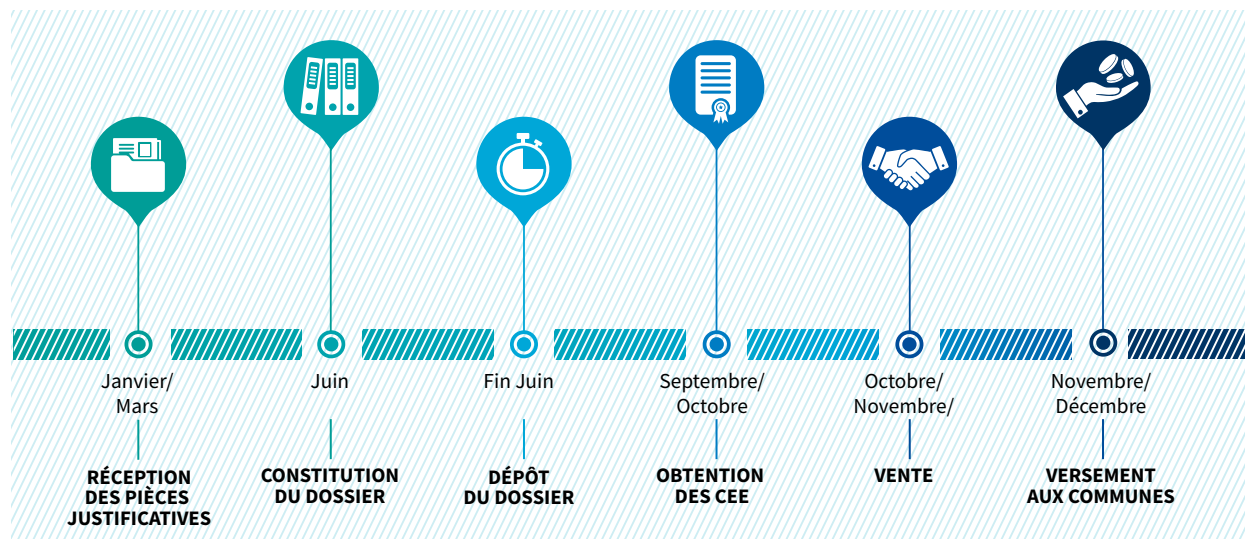 Janvier/
Mars
RÉCEPTION
DES PIÈCES
JUSTIFICATIVES
Juin
CONSTITUTION
DU DOSSIER
Fin Juin
DÉPÔT
DU DOSSIER
Septembre/
Octobre
OBTENTION
DES CEE
Octobre/
Novembre/
VENTE
Novembre/
Décembre
VERSEMENT
AUX COMMUNES